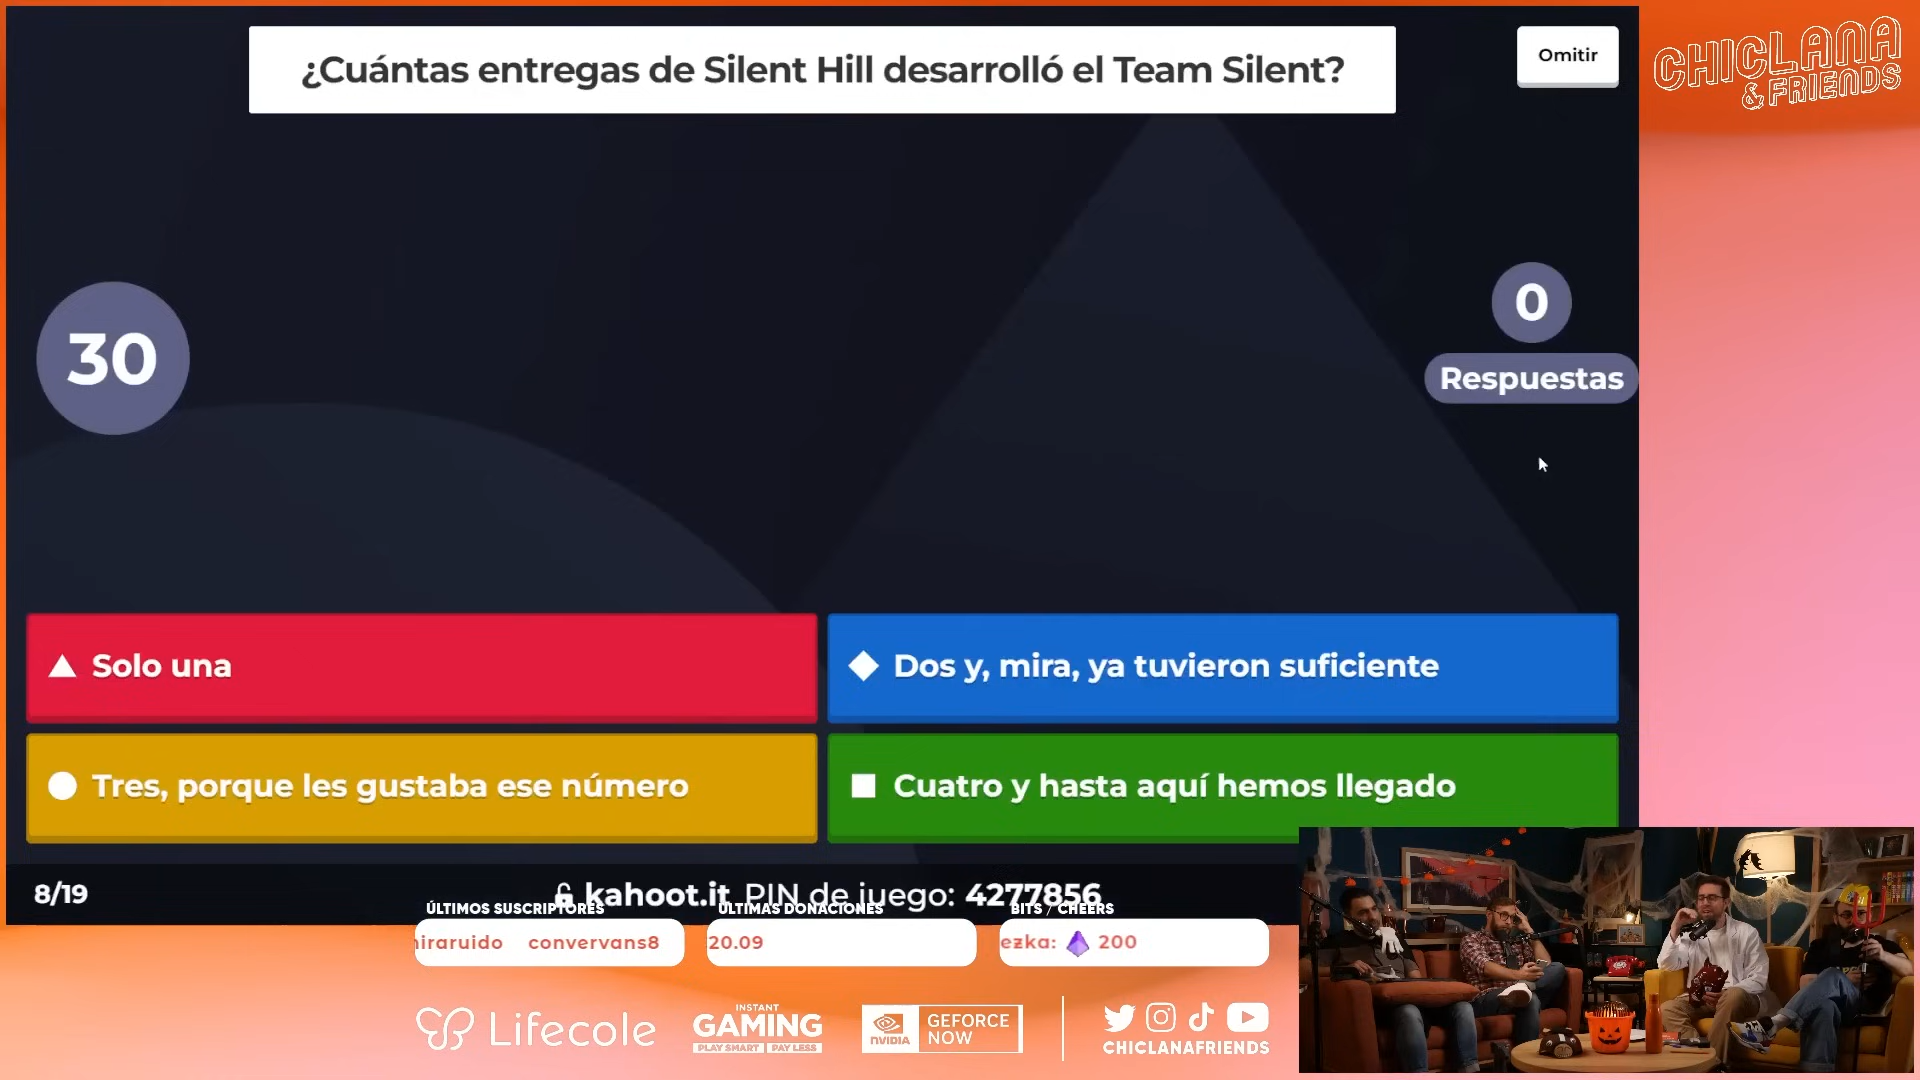 ¿Cuántas entregas de Silent Hill desarrolló el Team Silent?
Omitir
CHICLANA
& FRIENDS
30
0
Respuestas
Solo una
Dos y, mira, ya tuvieron suficiente
Tres, porque les gustaba ese número
Cuatro y hasta aquí hemos llegado
8/19
kahoot.it PIN de juego: 4277856
ÚLTIMOS SUSCRIPTORES
ÚLTIMAS DONACIONES
BITS / CHEERS
iraruido convervans8
20.09
ezka: 200
Lifecole
INSTANT
GAMING
PLAY SMART | PAY LESS
NVIDIA
GEFORCE
NOW
CHICLANAFRIENDS